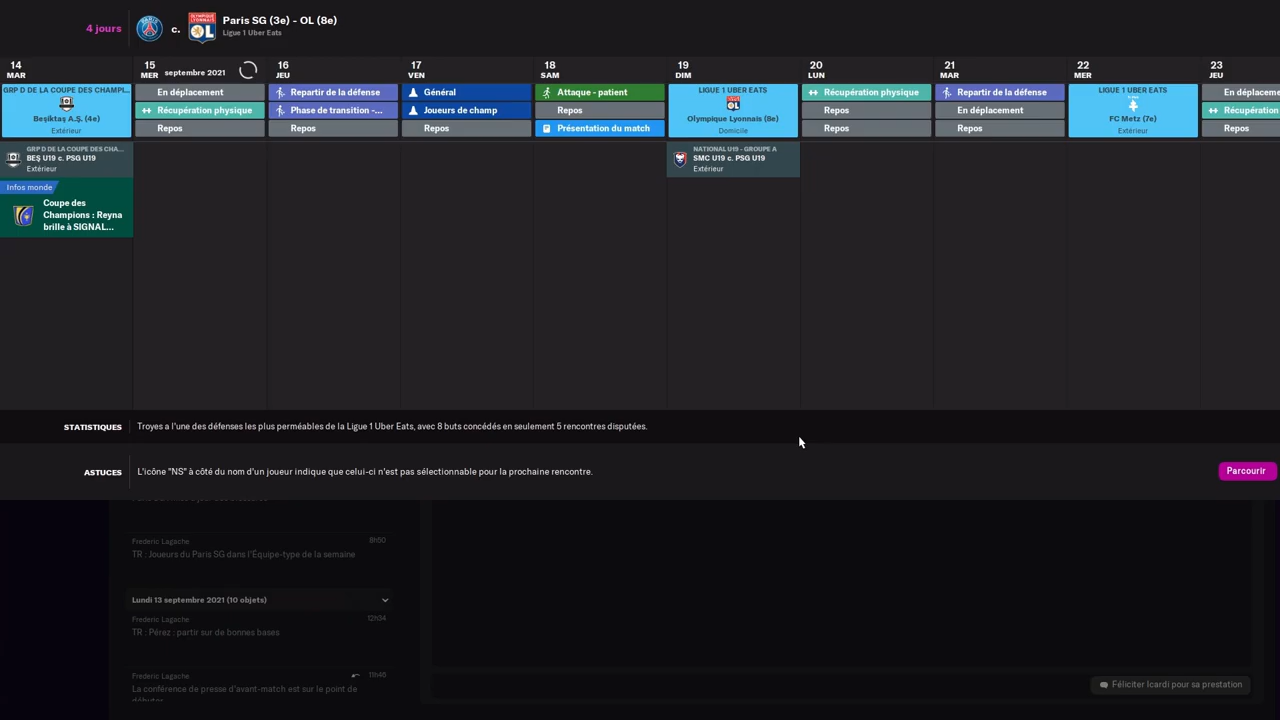 4 jours
c.
Paris SG (3e) - OL (8e)
Ligue 1 Uber Eats
14
MAR
15
MER septembre 2021
16
JEU
17
VEN
18
SAM
19
DIM
20
LUN
21
MAR
22
MER
23
JEU
GRP D DE LA COUPE DES CHAMPI...
Beşiktaş A.Ş. (4e)
Extérieur
En déplacement
Récupération physique
Repos
Repartir de la défense
Phase de transition -...
Repos
Général
Joueurs de champ
Repos
Attaque - patient
Repos
Présentation du match
LIGUE 1 UBER EATS
Olympique Lyonnais (8e)
Domicile
Récupération physique
Repos
Repos
Repartir de la défense
En déplacement
Repos
LIGUE 1 UBER EATS
FC Metz (7e)
Extérieur
En déplaceme
Récupération
Repos
GRP D DE LA COUPE DES CHA...
BEŞ U19 c. PSG U19
Extérieur
NATIONAL U19 - GROUPE A
SMC U19 c. PSG U19
Extérieur
Infos monde
Coupe des
Champions : Reyna
brille à SIGNAL...
STATISTIQUES
Troyes a l'une des défenses les plus perméables de la Ligue 1 Uber Eats, avec 8 buts concédés en seulement 5 rencontres disputées.
ASTUCES
L'icône "NS" à côté du nom d'un joueur indique que celui-ci n'est pas sélectionnable pour la prochaine rencontre.
Parcourir
Frederic Lagache
8h50
TR : Joueurs du Paris SG dans l'Équipe-type de la semaine
Lundi 13 septembre 2021 (10 objets)
Frederic Lagache
12h34
TR : Pérez : partir sur de bonnes bases
Frederic Lagache
11h46
La conférence de presse d'avant-match est sur le point de
débuter
Féliciter Icardi pour sa prestation